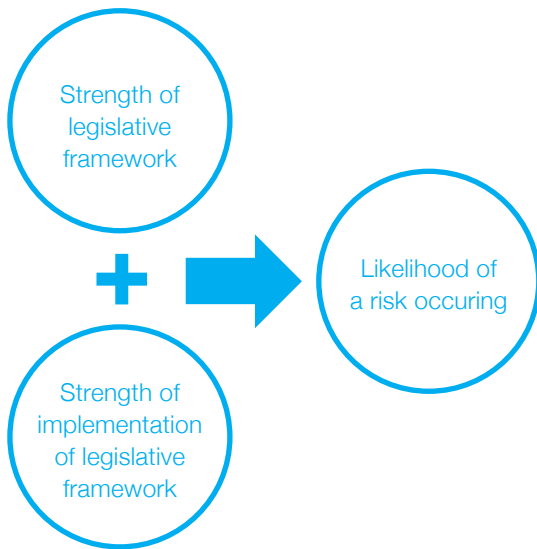 Strength of
legislative
framework
Likelihood of
a risk occuring
Strength of
implementation
of legislative
framework